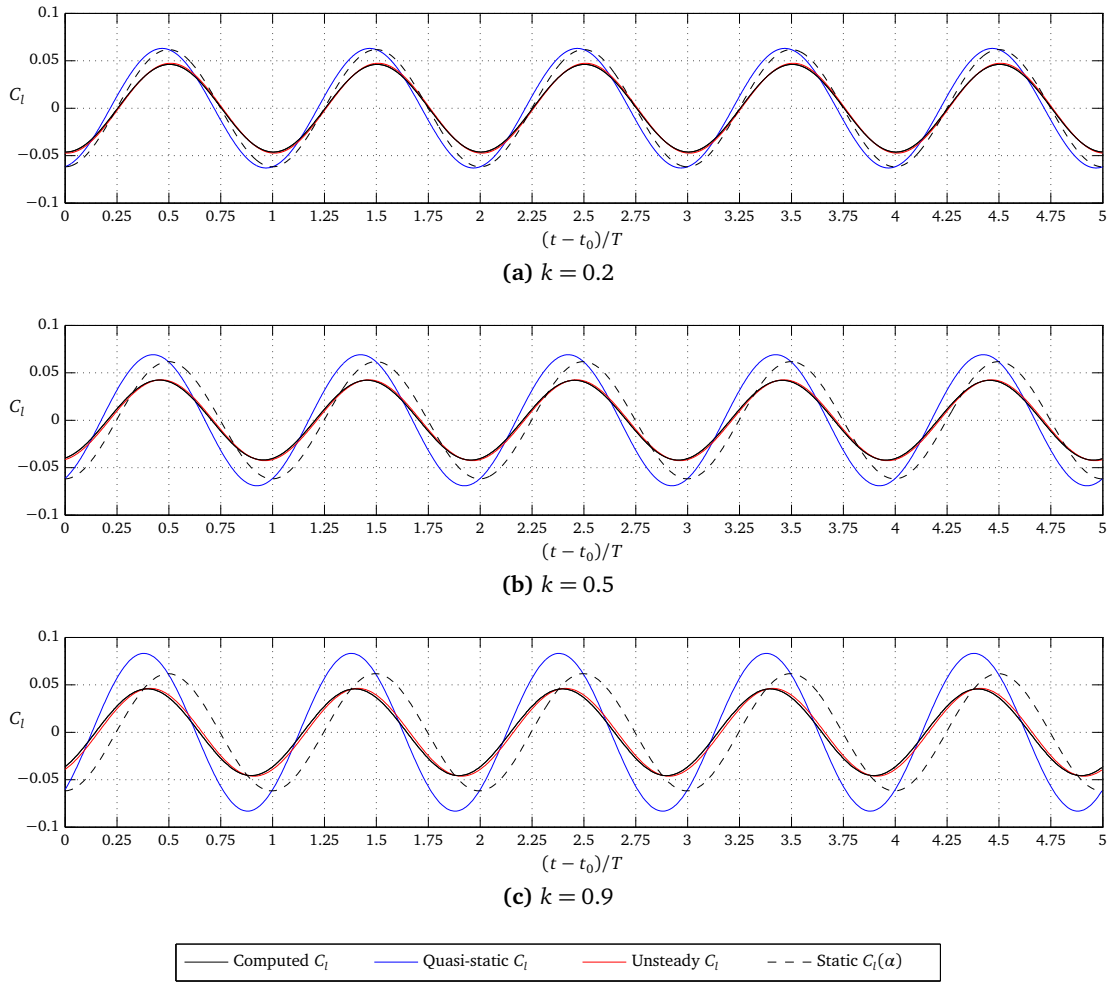 C_l
0.1
0.05
0
−0.05
−0.1
0 0.25 0.5 0.75 1 1.25 1.5 1.75 2 2.25 2.5 2.75 3 3.25 3.5 3.75 4 4.25 4.5 4.75 5
(t − t_0)/T
(a) k = 0.2
C_l
0.1
0.05
0
−0.05
−0.1
0 0.25 0.5 0.75 1 1.25 1.5 1.75 2 2.25 2.5 2.75 3 3.25 3.5 3.75 4 4.25 4.5 4.75 5
(t − t_0)/T
(b) k = 0.5
C_l
0.1
0.05
0
−0.05
−0.1
0 0.25 0.5 0.75 1 1.25 1.5 1.75 2 2.25 2.5 2.75 3 3.25 3.5 3.75 4 4.25 4.5 4.75 5
(t − t_0)/T
(c) k = 0.9
Computed C_l Quasi-static C_l Unsteady C_l Static C_l(α)